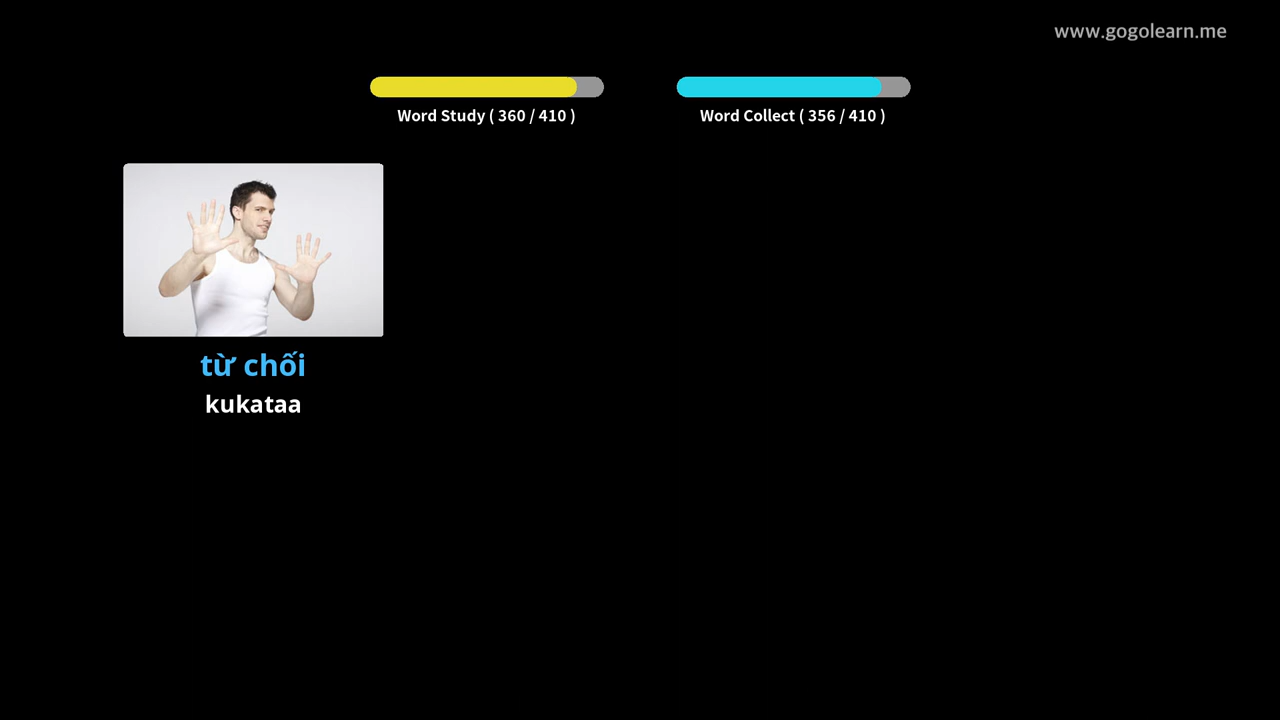 www.gogolearn.me
Word Study ( 360 / 410 )
Word Collect ( 356 / 410 )
từ chối
kukataa